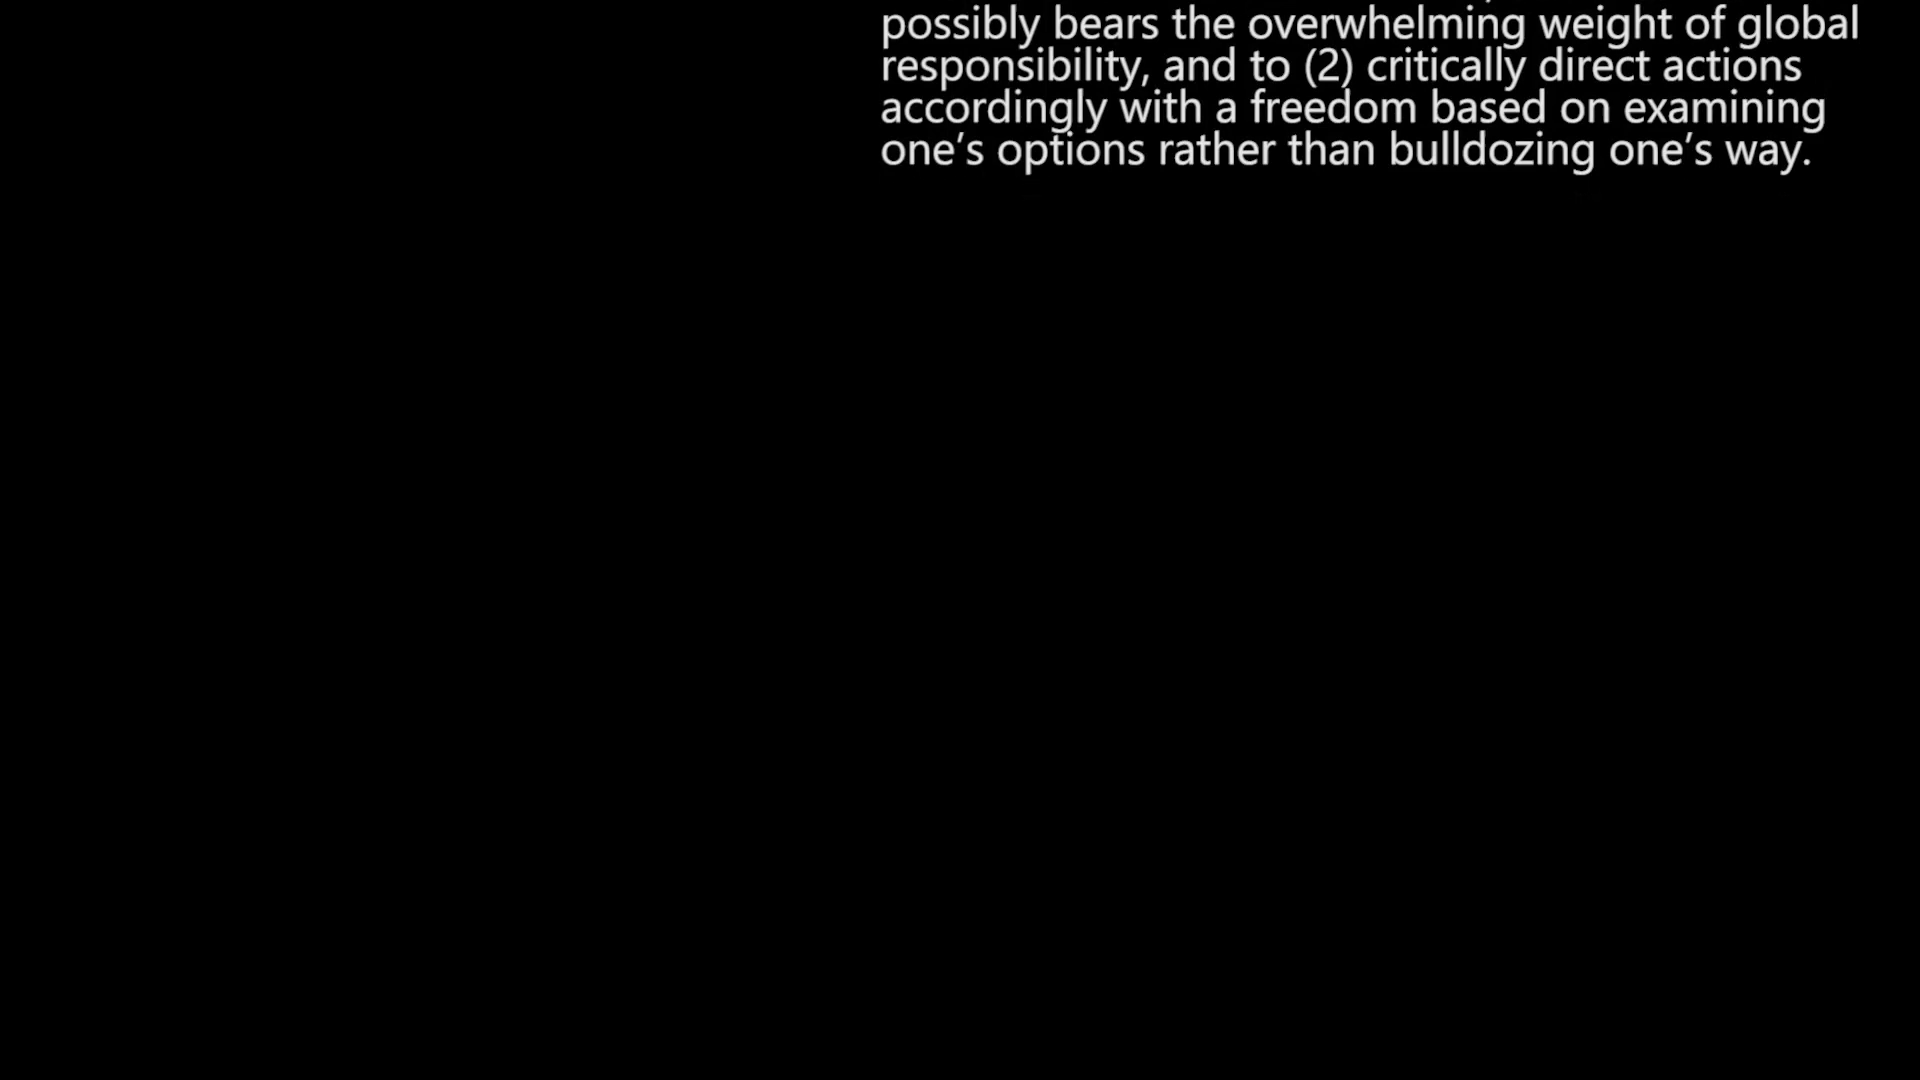 possibly bears the overwhelming weight of global
responsibility, and to (2) critically direct actions
accordingly with a freedom based on examining
one’s options rather than bulldozing one’s way.